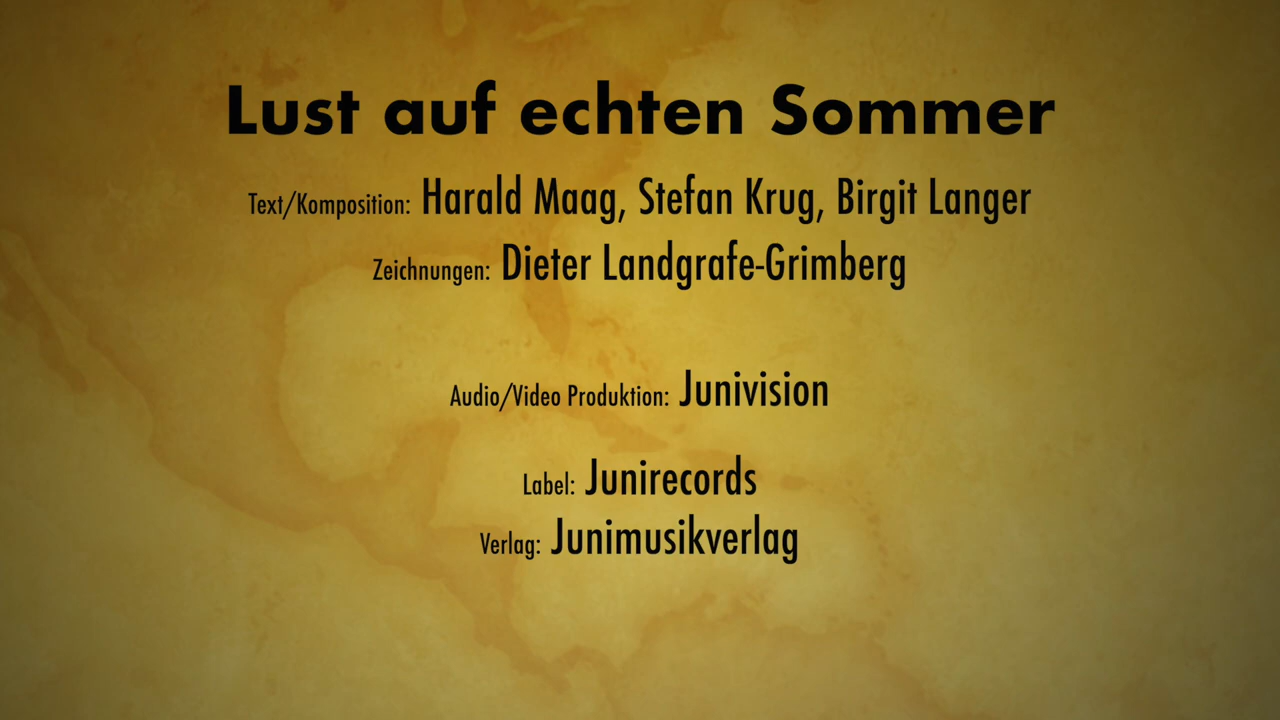 Lust auf echten Sommer
Text/Komposition: Harald Maag, Stefan Krug, Birgit Langer
Zeichnungen: Dieter Landgrafe-Grimberg
Audio/Video Produktion: Junivision
Label: Junirecords
Verlag: Junimusikverlag